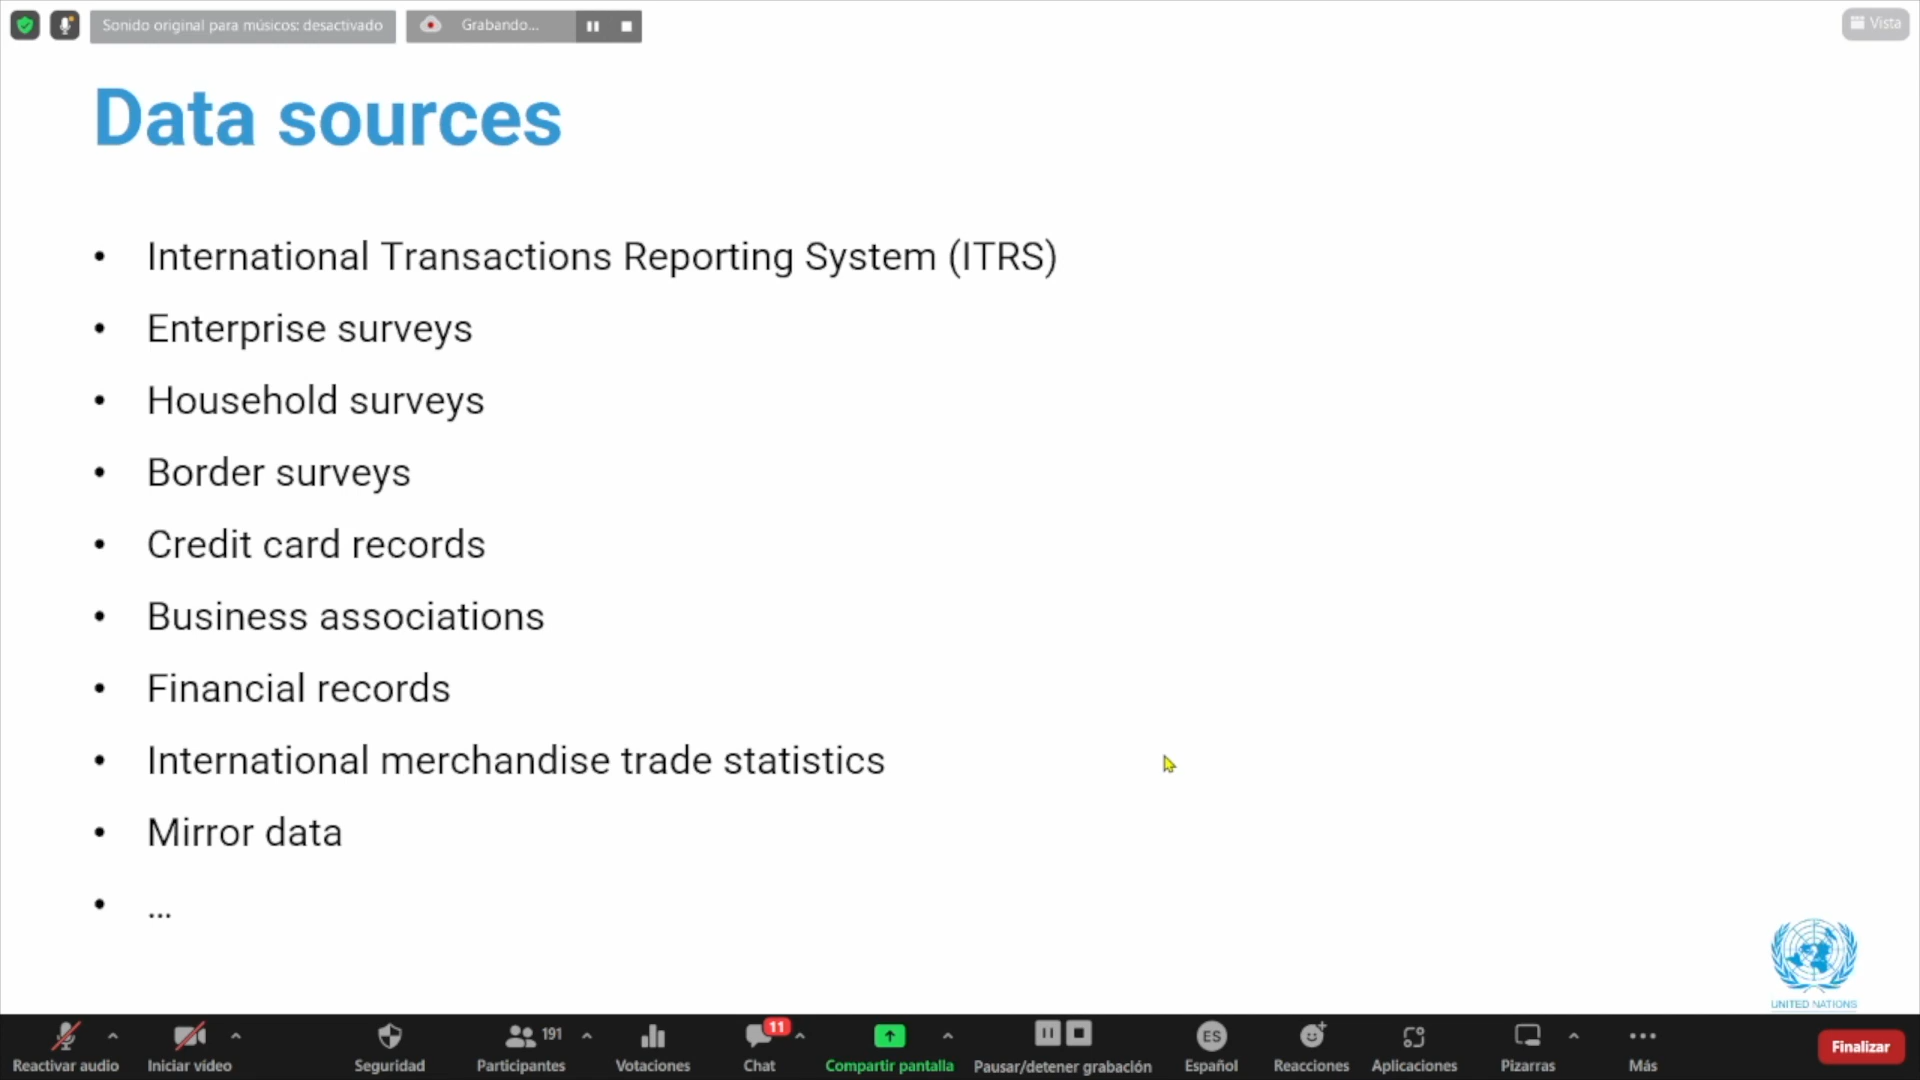 Sonido original para músicos: desactivado
Grabando...
Vista
Data sources
• International Transactions Reporting System (ITRS)
• Enterprise surveys
• Household surveys
• Border surveys
• Credit card records
• Business associations
• Financial records
• International merchandise trade statistics
• Mirror data
• ...
UNITED NATIONS
191
11
ES
Reactivar audio
Iniciar vídeo
Seguridad
Participantes
Votaciones
Chat
Compartir pantalla
Pausar/detener grabación
Español
Reacciones
Aplicaciones
Pizarras
Más
Finalizar